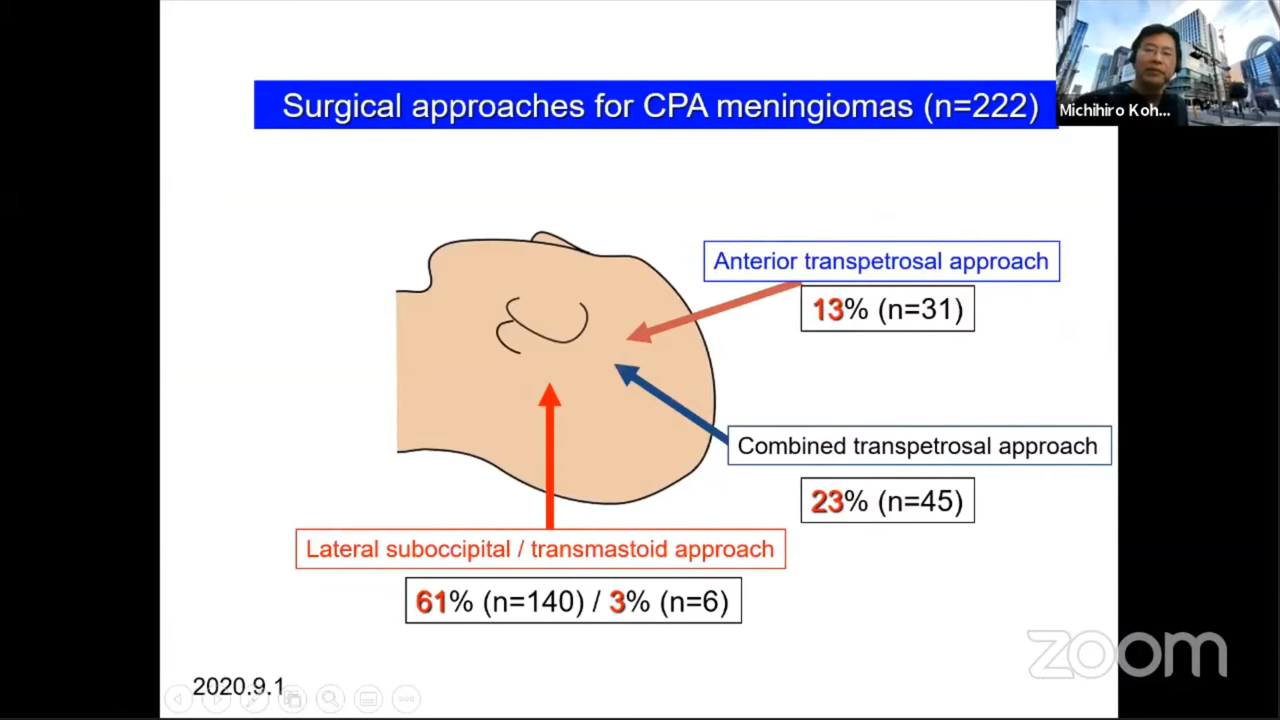 Surgical approaches for CPA meningiomas (n=222)
Michihiro Koh...
Anterior transpetrosal approach
13% (n=31)
Combined transpetrosal approach
23% (n=45)
Lateral suboccipital / transmastoid approach
61% (n=140) / 3% (n=6)
zoom
2020.9.1